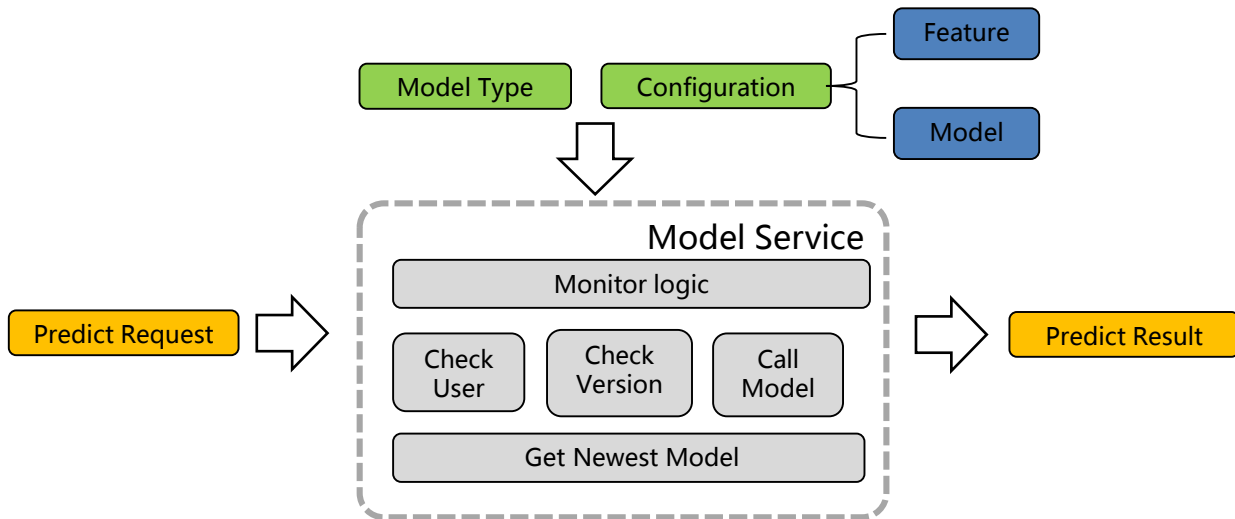 Feature
Model Type
Configuration
Model
Model Service
Monitor logic
Predict Request
Check
User
Check
Version
Call
Model
Predict Result
Get Newest Model